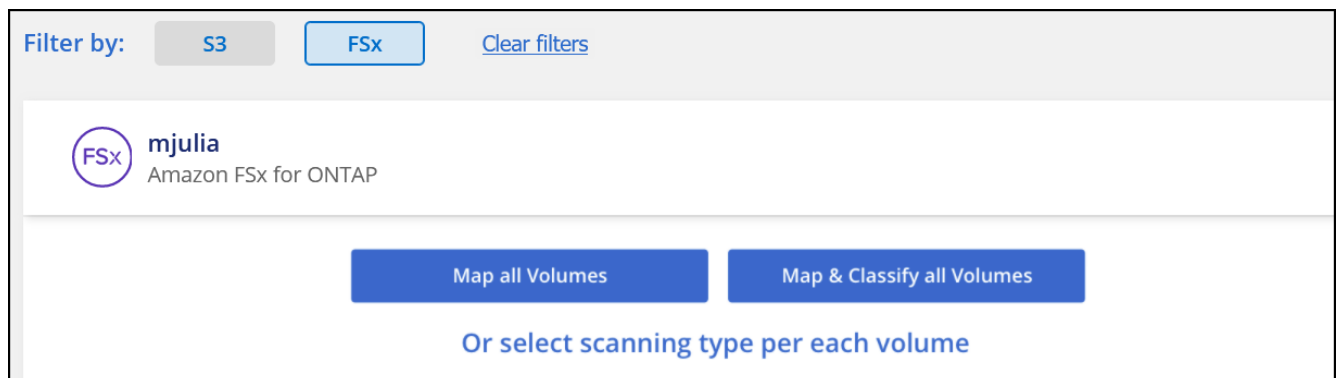 Filter by: S3 FSx Clear filters
FSx
mjulia
Amazon FSx for ONTAP
Map all Volumes Map & Classify all Volumes
Or select scanning type per each volume